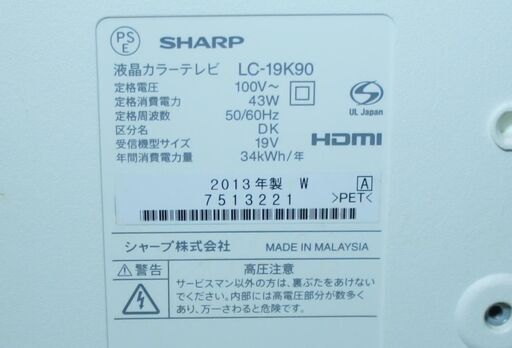 PS
E
SHARP
液晶カラーテレビ LC-19K90
定格電圧 100V~
定格消費電力 43W
定格周波数 50/60Hz
区分名 DK
受信機型サイズ 19V
年間消費電力量 34kWh/年
S
UL Japan
HDMI
2013年製 W
A
7513221
>PET<
シャープ株式会社 MADE IN MALAYSIA
警告
高圧注意
サービスマン以外の方は、裏ぶたをあけない
でください。内部には高電圧部分が数多く
あり、万一さわると危険です。